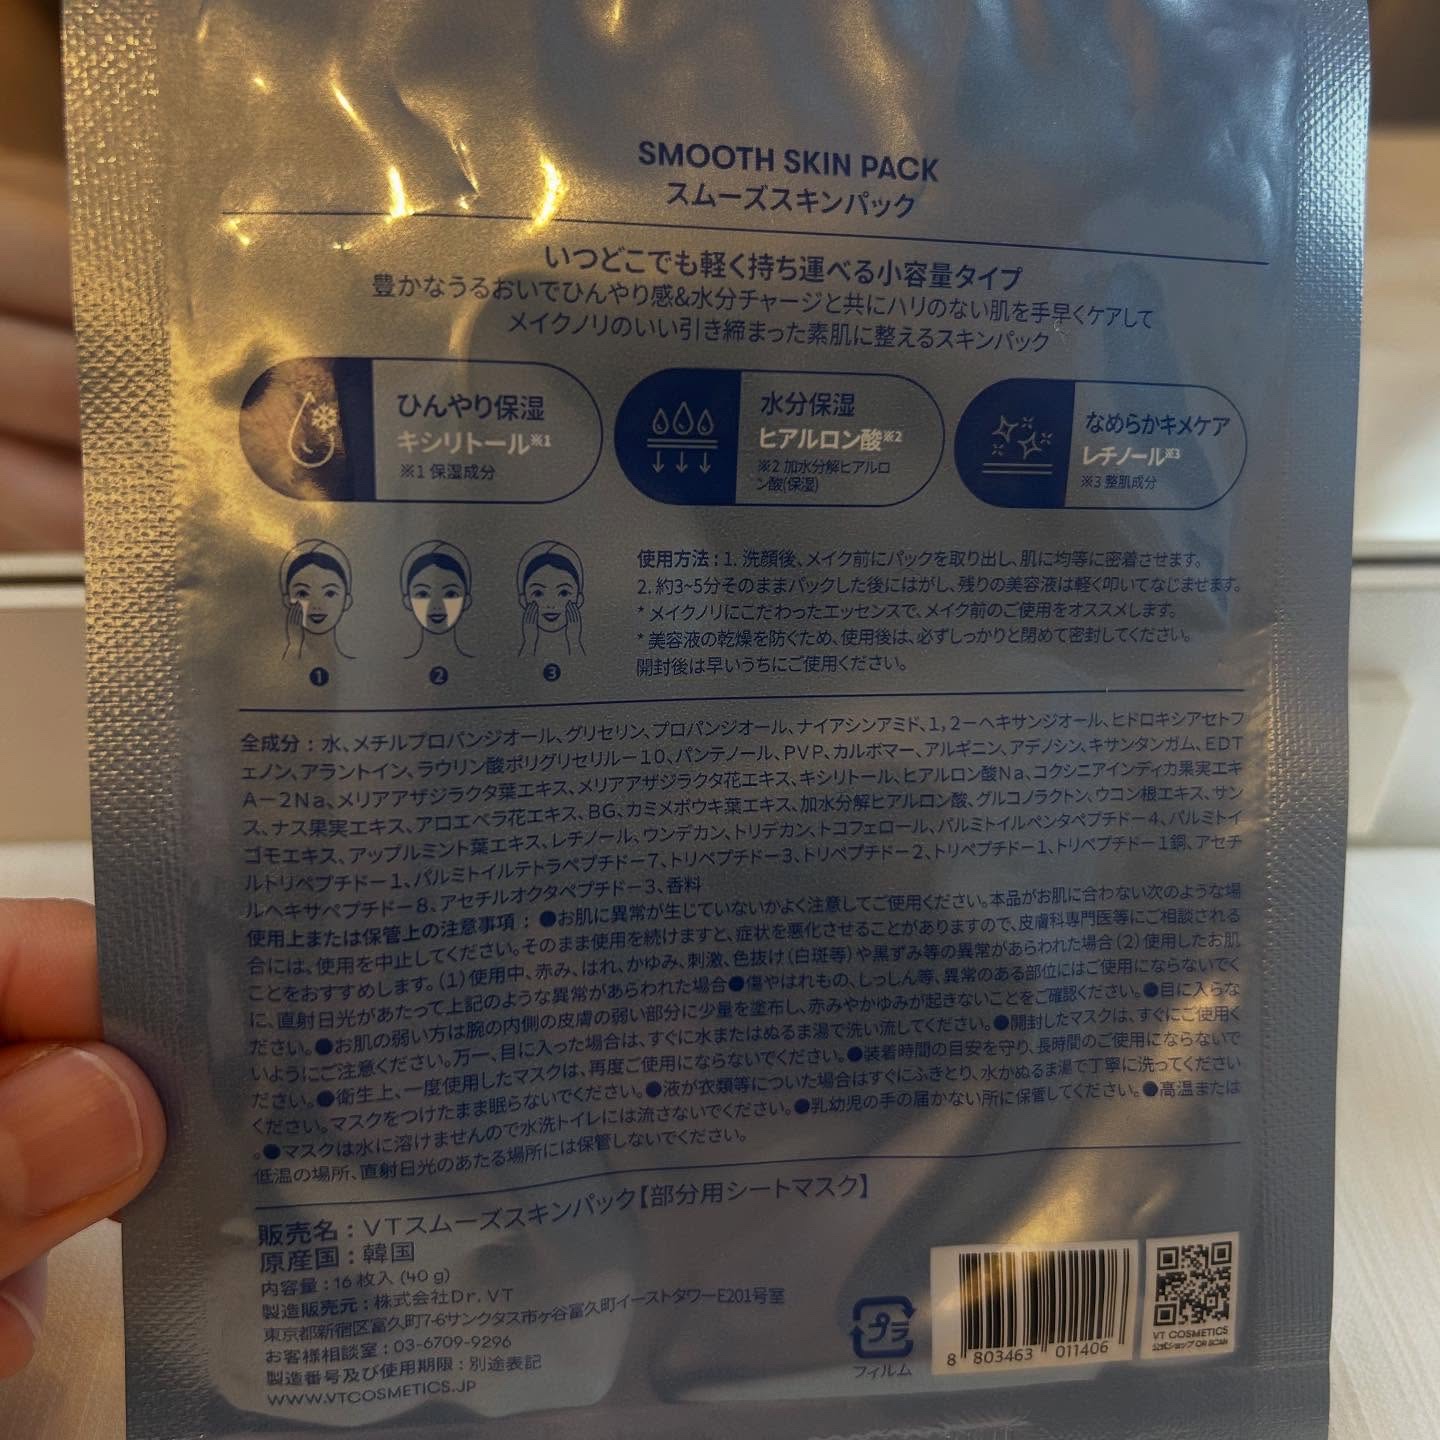 SMOOTH SKIN PACK
スムーズスキンパック
いつどこでも軽く持ち運べる小容量タイプ
豊かなうるおいでひんやり感&水分チャージと共にハリのない肌を手早くケアして
メイクノリのいい引き締まった素肌に整えるスキンパック
ひんやり保湿
キシリトール※1
※1 保湿成分
水分保湿
ヒアルロン酸※2
※2 加水分解ヒアルロ
ン酸(保湿)
なめらかキメケア
レチノール※3
※3 整肌成分
1
2
3
使用方法 : 1. 洗顔後、メイク前にパックを取り出し、肌に均等に密着させます。
2. 約3~5分そのままパックした後にはがし、残りの美容液は軽く叩いてなじませます。
* メイクノリにこだわったエッセンスで、メイク前のご使用をオススメします。
* 美容液の乾燥を防ぐため、使用後は、必ずしっかりと閉めて密封してください。
開封後は早いうちにご使用ください。
全成分 : 水、メチルプロパンジオール、グリセリン、プロパンジオール、ナイアシンアミド、1,2-ヘキサンジオール、ヒドロキシアセトフ
ェノン、アラントイン、ラウリン酸ポリグリセリル-10、パンテノール、PVP、カルボマー、アルギニン、アデノシン、キサンタンガム、EDT
A-2Na、メリアアザジラクタ葉エキス、メリアアザジラクタ花エキス、キシリトール、ヒアルロン酸Na、コクシニアインディカ果実エキ
ス、ナス果実エキス、アロエベラ花エキス、BG、カミメボウキ葉エキス、加水分解ヒアルロン酸、グルコノラクトン、ウコン根エキス、サン
ゴモエキス、アップルミント葉エキス、レチノール、ウンデカン、トリデカン、トコフェロール、パルミトイルペンタペプチド-4、パルミトイ
ルトリペプチド-1、パルミトイルテトラペプチド-7、トリペプチド-3、トリペプチド-2、トリペプチド-1、トリペプチド-1銅、アセチ
ルヘキサペプチド-8、アセチルオクタペプチド-3、香料
使用上または保管上の注意事項 : ●お肌に異常が生じていないかよく注意してご使用ください。本品がお肌に合わない次のような場
合には、使用を中止してください。そのまま使用を続けますと、症状を悪化させることがありますので、皮膚科専門医等にご相談される
ことをおすすめします。(1)使用中、赤み、はれ、かゆみ、刺激、色抜け(白斑等)や黒ずみ等の異常があらわれた場合(2)使用したお肌
に、直射日光があたって上記のような異常があらわれた場合●傷やはれもの、しっしん等、異常のある部位にはご使用にならないでく
ださい。●お肌の弱い方は腕の内側の皮膚の弱い部分に少量を塗布し、赤みやかゆみが起きないことをご確認ください。●目に入らな
いようにご注意ください。万一、目に入った場合は、すぐに水またはぬるま湯で洗い流してください。●開封したマスクは、すぐにご使用く
ださい。●衛生上、一度使用したマスクは、再度ご使用にならないでください。●装着時間の目安を守り、長時間のご使用にならないで
ください。マスクをつけたまま眠らないでください。●液が衣類等についた場合はすぐにふきとり、水かぬるま湯で丁寧に洗ってください
。●マスクは水に溶けませんので水洗トイレには流さないでください。●乳幼児の手の届かない所に保管してください。●高温または
低温の場所、直射日光のあたる場所には保管しないでください。
販売名 : VTスムーズスキンパック【部分用シートマスク】
原産国 : 韓国
内容量 : 16 枚入 (40 g)
製造販売元 : 株式会社Dr. VT
東京都新宿区富久町7-6サンクタス市ヶ谷富久町イーストタワーE201号室
お客様相談室 : 03-6709-9296
製造番号及び使用期限 : 別途表記
WWW.VTCOSMETICS.JP
プラ
フィルム
8 803463 011406
VT COSMETICS
公式ショップ QR SCAN